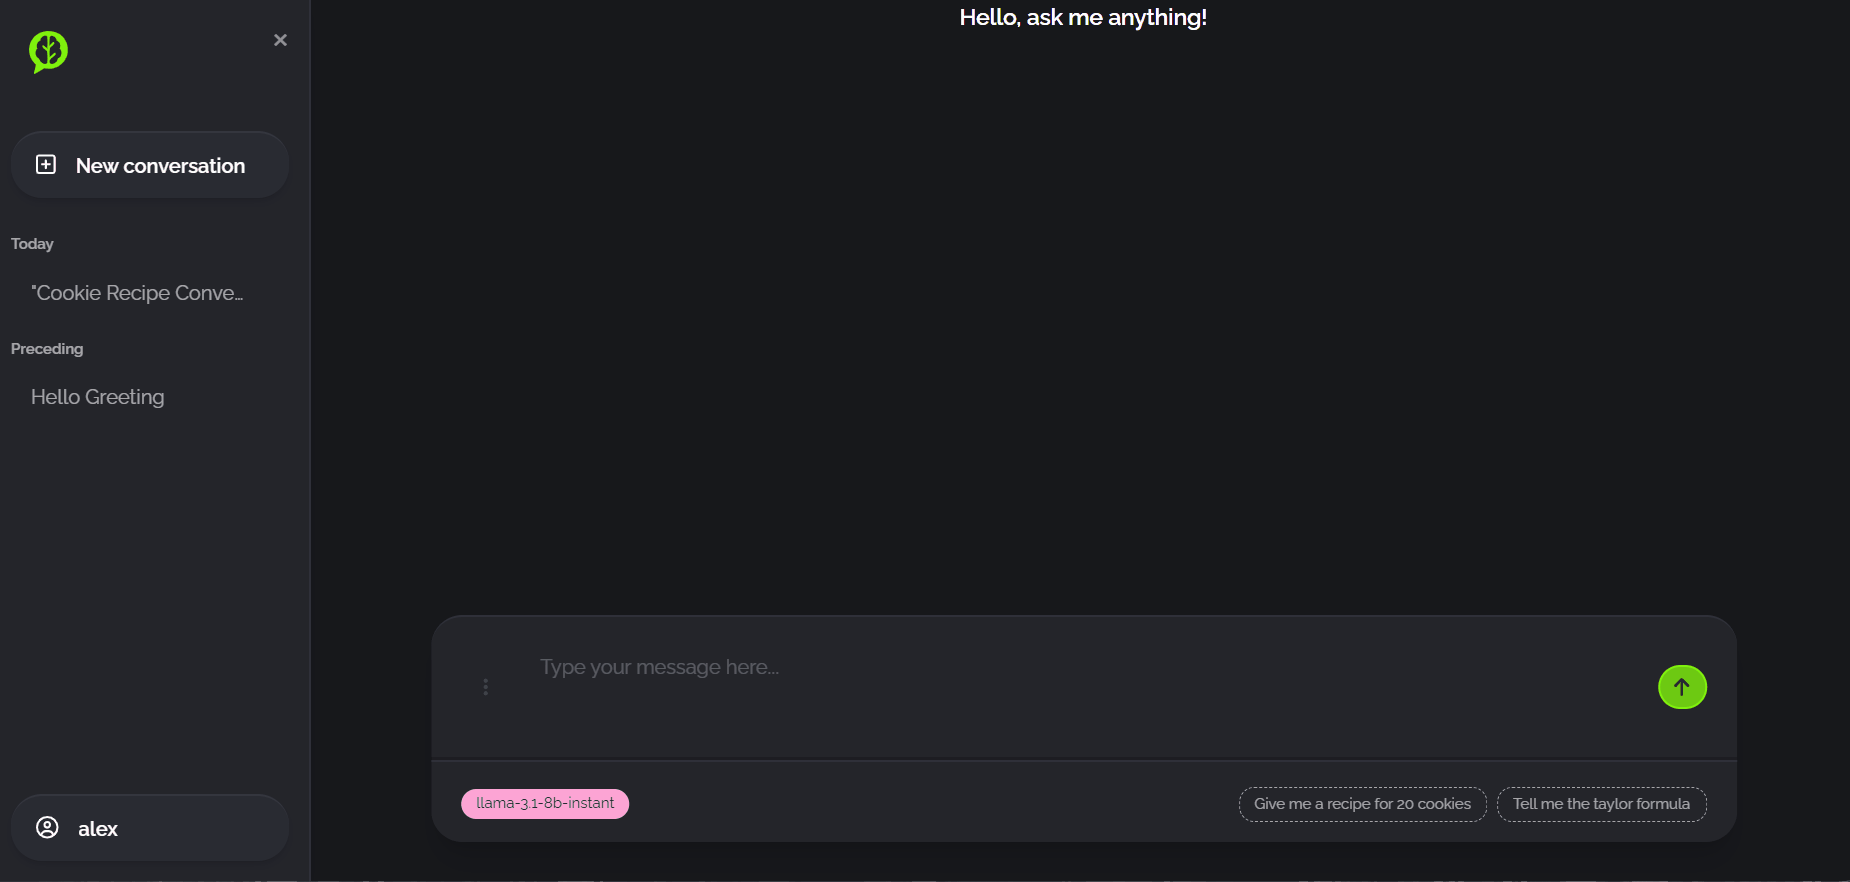 Hello, ask me anything!
New conversation
Today
"Cookie Recipe Conve...
Preceding
Hello Greeting
alex
Type your message here...
llama-3.1-8b-instant
Give me a recipe for 20 cookies
Tell me the taylor formula